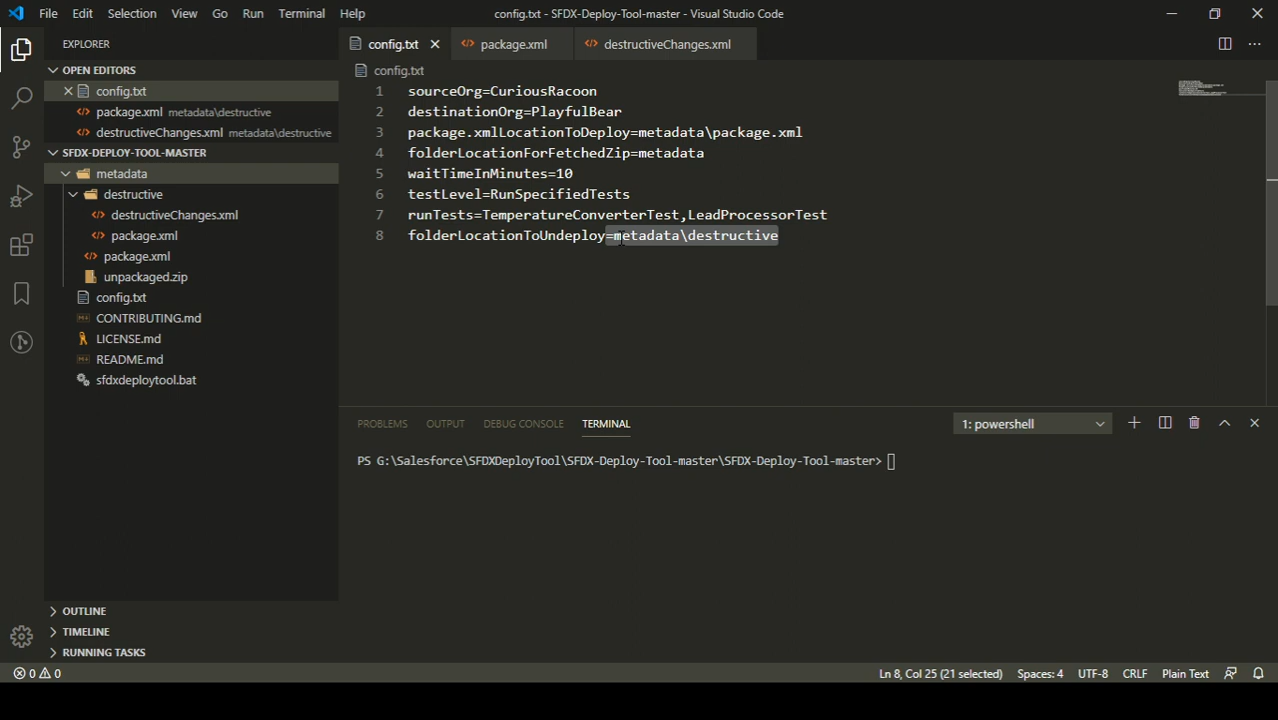 File Edit Selection View Go Run Terminal Help config.txt - SFDX-Deploy-Tool-master - Visual Studio Code
EXPLORER
OPEN EDITORS
config.txt
package.xml metadata\destructive
destructiveChanges.xml metadata\destructive
SFDX-DEPLOY-TOOL-MASTER
metadata
destructive
destructiveChanges.xml
package.xml
package.xml
unpackaged.zip
config.txt
CONTRIBUTING.md
LICENSE.md
README.md
sfdxdeploytool.bat
OUTLINE
TIMELINE
RUNNING TASKS
config.txt package.xml destructiveChanges.xml
config.txt
1 sourceOrg=CuriousRacoon
2 destinationOrg=PlayfulBear
3 package.xmlLocationToDeploy=metadata\package.xml
4 folderLocationForFetchedZip=metadata
5 waitTimeInMinutes=10
6 testLevel=RunSpecifiedTests
7 runTests=TemperatureConverterTest,LeadProcessorTest
8 folderLocationToUndeploy=metadata\destructive
PROBLEMS OUTPUT DEBUG CONSOLE TERMINAL 1: powershell
PS G:\Salesforce\SFDXDeployTool\SFDX-Deploy-Tool-master\SFDX-Deploy-Tool-master>
0 0 Ln 8, Col 25 (21 selected) Spaces: 4 UTF-8 CRLF Plain Text